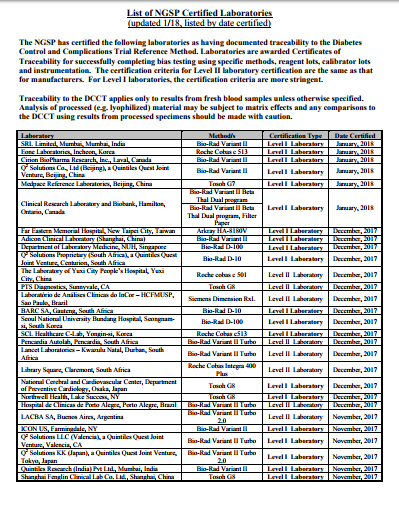 List of NGSP Certified Laboratories
(updated 1/18, listed by date certified)
The NGSP has certified the following laboratories as having documented traceability to the Diabetes
Control and Complications Trial Reference Method. Laboratories are awarded Certificates of
Traceability for successfully completing bias testing using specific methods, reagent lots, calibrator lots
and instrumentation. The certification criteria for Level II laboratory certification are the same as that
for manufacturers. For Level I laboratories, the certification criteria are more stringent.
Traceability to the DCCT applies only to results from fresh blood samples unless otherwise specified.
Analysis of processed (e.g. lyophilized) material may be subject to matrix effects and any comparisons to
the DCCT using results from processed specimens should be made with caution.
Laboratory Method/s Certification Type Date Certified
SRL Limited, Mumbai, Mumbai, India Bio-Rad Variant II Level I Laboratory January, 2018
Eone Laboratories, Incheon, Korea Roche Cobas c 513 Level I Laboratory January, 2018
Cirion BioPharma Research, Inc., Laval, Canada Bio-Rad Variant II Level I Laboratory January, 2018
Q² Solutions Co., Ltd (Beijing), a Quintiles Quest Joint
Venture, Beijing, China Bio-Rad Variant II Level I Laboratory January, 2018
Medpace Reference Laboratories, Beijing, China Tosoh G7 Level I Laboratory January, 2018
Clinical Research Laboratory and Biobank, Hamilton,
Ontario, Canada Bio-Rad Variant II Beta
Thal Dual program
Bio-Rad Variant II Beta
Thal Dual program, Filter
Paper Level I Laboratory January, 2018
Far Eastern Memorial Hospital, New Taipei City, Taiwan Arkray HA-8180V Level I Laboratory December, 2017
Adicon Clinical Laboratory (Shanghai, China) Bio-Rad Variant II Level I Laboratory December, 2017
Department of Laboratory Medicine, NUH, Singapore Bio-Rad D-100 Level I Laboratory December, 2017
Q² Solutions Proprietary (South Africa), a Quintiles Quest
Joint Venture, Centurion, South Africa Bio-Rad D-10 Level I Laboratory December, 2017
The Laboratory of Yuxi City People's Hospital, Yuxi
City, China Roche cobas c 501 Level II Laboratory December, 2017
PTS Diagnostics, Sunnyvale, CA Tosoh G8 Level II Laboratory December, 2017
Laboratório de Análises Clínicas do InCor – HCFMUSP,
Sao Paulo, Brazil Siemens Dimension RxL Level II Laboratory December, 2017
BARC SA, Gauteng, South Africa Bio-Rad D-10 Level I Laboratory December, 2017
Seoul National University Bundang Hospital, Seongnam-
si, South Korea Bio-Rad D-100 Level I Laboratory December, 2017
SCL Healthcare C-Lab, Yongin-si, Korea Roche Cobas c513 Level I Laboratory December, 2017
Pencardia Autolab, Pencardia, South Africa Bio-Rad Variant II Turbo Level II Laboratory December, 2017
Lancet Laboratories – Kwazulu Natal, Durban, South
Africa Bio-Rad Variant II Turbo Level II Laboratory December, 2017
Library Square, Claremont, South Africa Roche Cobas Integra 400
Plus Level II Laboratory December, 2017
National Cerebral and Cardiovascular Center, Department
of Preventive Cardiology, Osaka, Japan Tosoh G8 Level I Laboratory December, 2017
Northwell Health, Lake Success, NY Tosoh G8 Level I Laboratory December, 2017
Hospital de Clinicas de Porto Alegre, Porto Alegre, Brazil Bio-Rad Variant II Turbo Level II Laboratory December, 2017
LACBA SA, Buenos Aires, Argentina Bio-Rad Variant II Turbo
2.0 Level II Laboratory November, 2017
ICON US, Farmingdale, NY Bio-Rad Variant II Level I Laboratory November, 2017
Q² Solutions LLC (Valencia), a Quintiles Quest Joint
Venture, Valencia, CA Bio-Rad Variant II Turbo Level I Laboratory November, 2017
Q² Solutions KK (Japan), a Quintiles Quest Joint Venture,
Tokyo, Japan Bio-Rad Variant II Turbo
2.0 Level I Laboratory November, 2017
Quintiles Research (India) Pvt Ltd., Mumbai, India Bio-Rad Variant II Level I Laboratory November, 2017
Shanghai Fenglin Clinical Lab Co. Ltd., Shanghai, China Tosoh G8 Level I Laboratory November, 2017